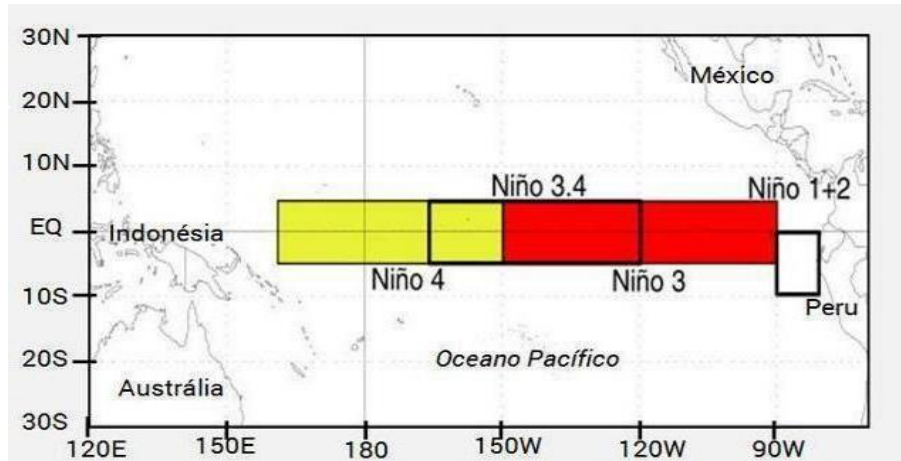 30N
México
20N
10N
Niño 3.4
Niño 1+2
EQ
Índonésia
Niño 4
Niño 3
10S
Peru
20S
Oceano Pacífico
Austrália
30S
120E
150E
180
150W
120W
90W